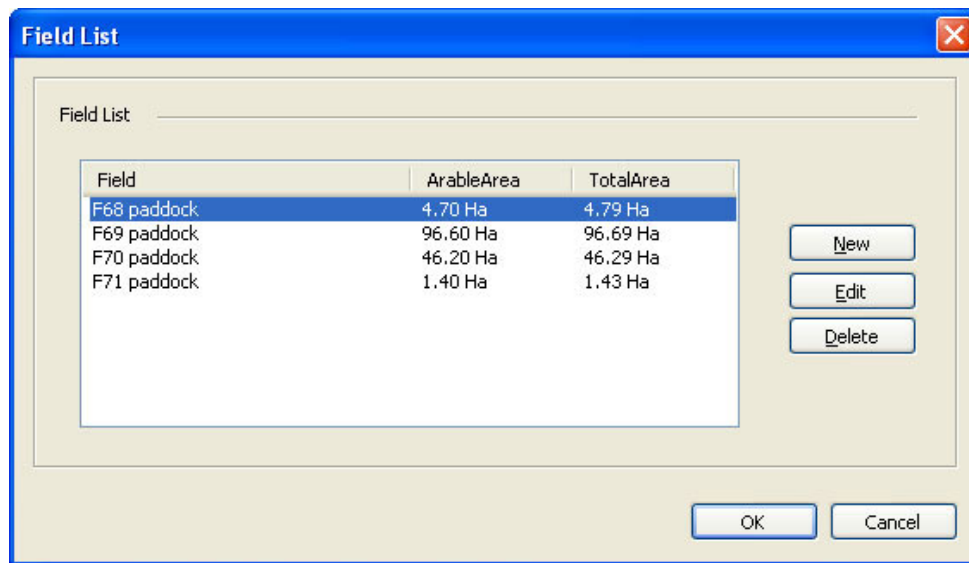 Field List
Field List
Field ArableArea TotalArea
F68 paddock 4.70 Ha 4.79 Ha
F69 paddock 96.60 Ha 96.69 Ha
F70 paddock 46.20 Ha 46.29 Ha
F71 paddock 1.40 Ha 1.43 Ha
New
Edit
Delete
OK Cancel